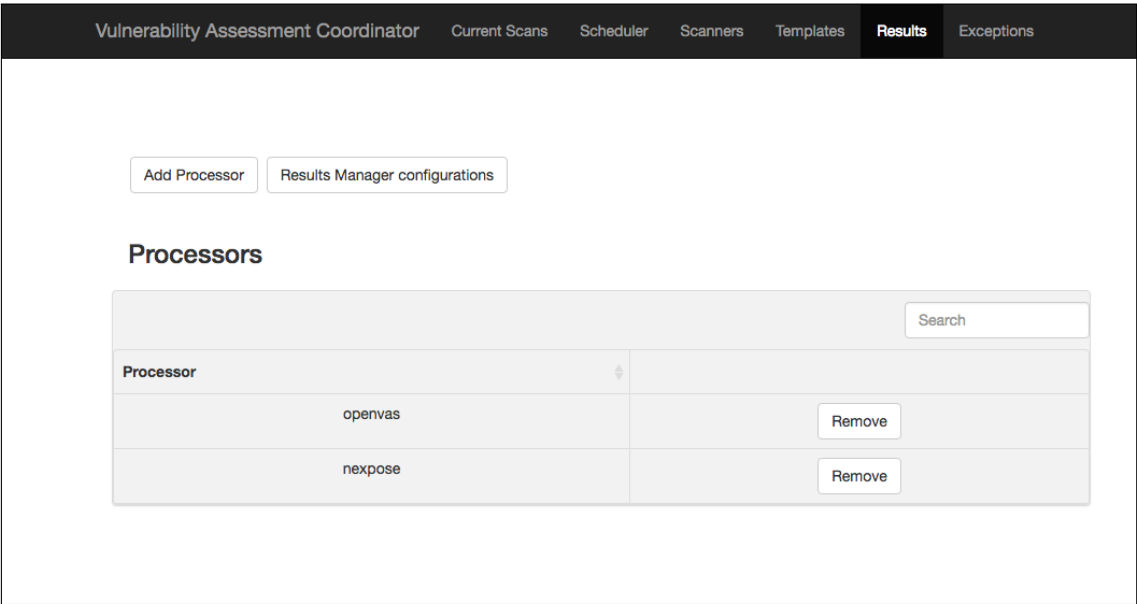 Vulnerability Assessment Coordinator Current Scans Scheduler Scanners Templates Results Exceptions
Add Processor Results Manager configurations
Processors
Search
Processor
openvas Remove
nexpose Remove